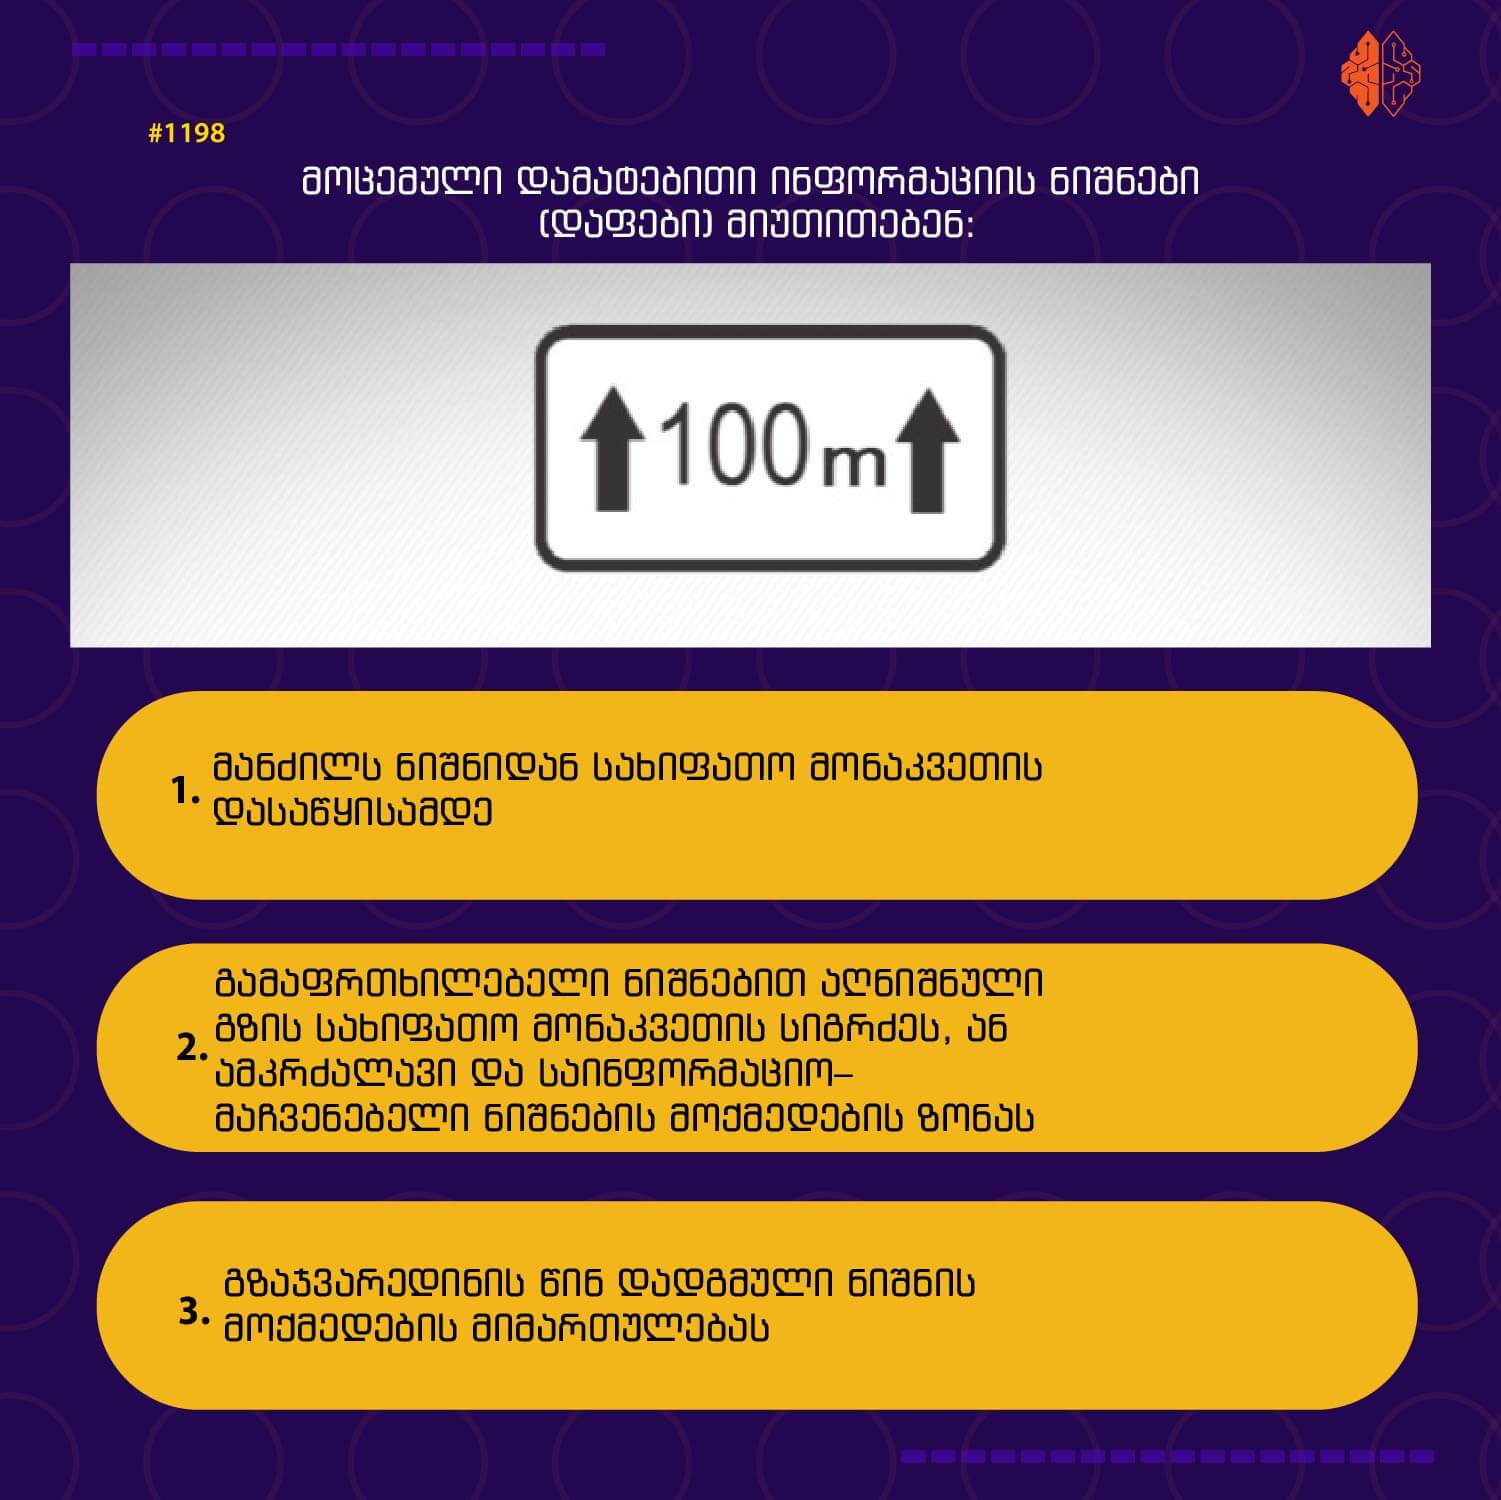 #1198
მოცემული დამატებითი ინფორმაციის ნიშნები
(დაფები) მიუთითებენ:
100 m
1. მანძილს ნიშნიდან სახიფათო მონაკვეთის
დასაწყისამდე
გამაფრთხილებელი ნიშნებით აღნიშნული
გზის სახიფათო მონაკვეთის სიგრძეს, ან
2. ამკრძალავი და საინფორმაციო–
მაჩვენებელი ნიშნების მოქმედების ზონას
გზაჯვარედინის წინ დადგმული ნიშნის
3. მოქმედების მიმართულებას